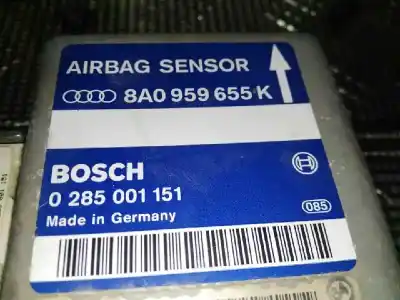 AIRBAG SENSOR
8A0 959 655 K
BOSCH
0 285 001 151
Made in Germany
085